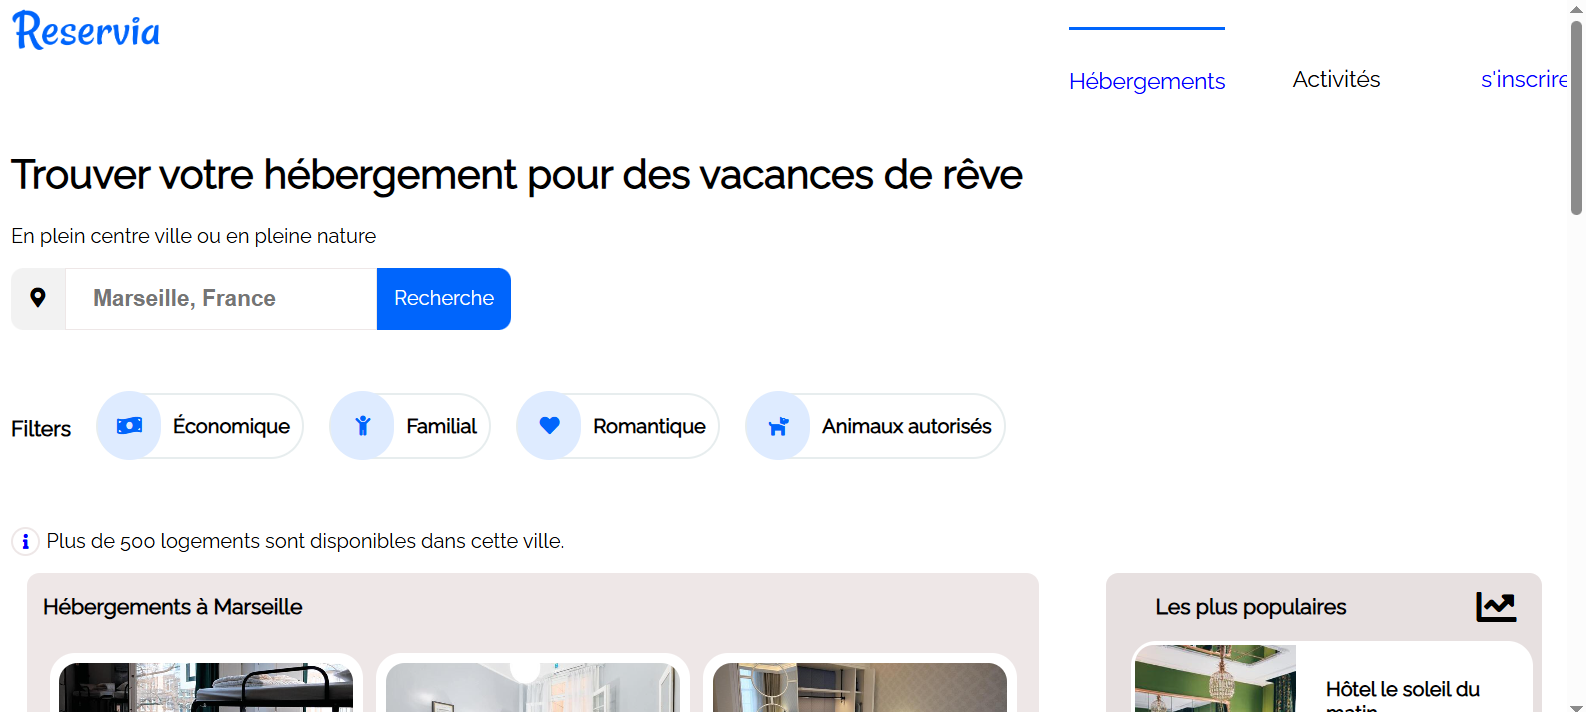 Reservia
Hébergements
Activités
s'inscrire
Trouver votre hébergement pour des vacances de rêve
En plein centre ville ou en pleine nature
Marseille, France
Recherche
Filters
Économique
Familial
Romantique
Animaux autorisés
Plus de 500 logements sont disponibles dans cette ville.
Hébergements à Marseille
Les plus populaires
Hôtel le soleil du
matin